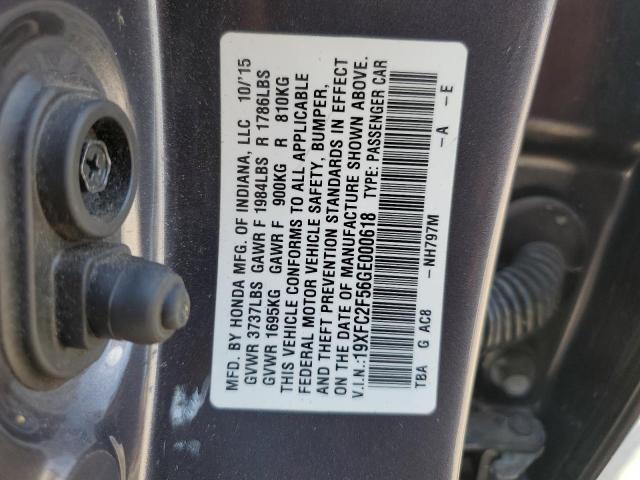 MFD. BY HONDA MFG. OF INDIANA, LLC 10/'15
GVWR 3737LBS GAWR F 1984LBS R 1786LBS
GVWR 1695KG GAWR F 900KG R 810KG
THIS VEHICLE CONFORMS TO ALL APPLICABLE
FEDERAL MOTOR VEHICLE SAFETY, BUMPER,
AND THEFT PREVENTION STANDARDS IN EFFECT
ON THE DATE OF MANUFACTURE SHOWN ABOVE.
V.I.N.:19XFC2F56GE000618 TYPE: PASSENGER CAR
TBA G AC8 -NH797M -A -E